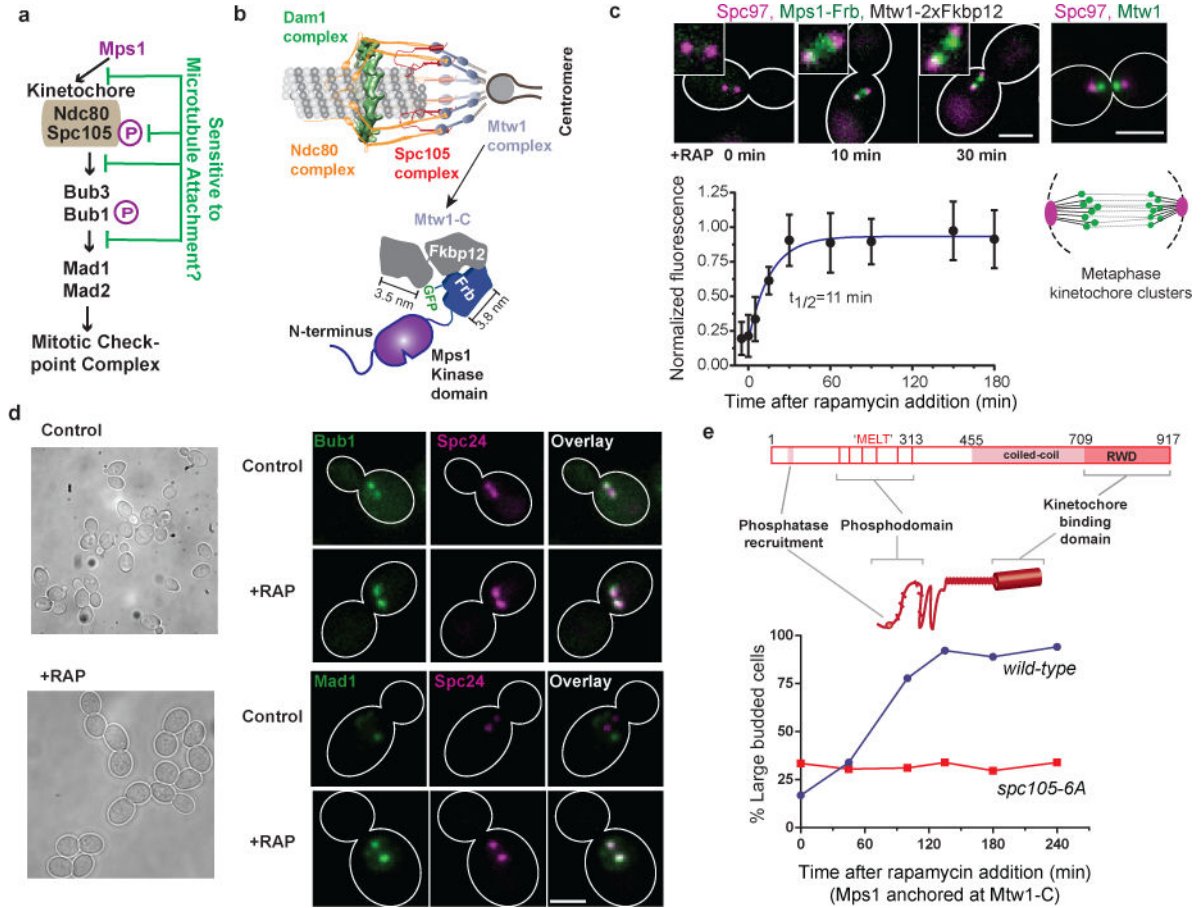 a
Mps1
Kinetochore
Ndc80
Spc105
P
Bub3
Bub1
P
Mad1
Mad2
Mitotic Check-
point Complex
Sensitive to
Microtubule Attachment?
b
Dam1
complex
Ndc80
complex
Spc105
complex
Mtw1
complex
Centromere
Mtw1-C
Fkbp12
GFP
Frb
3.5 nm
3.8 nm
N-terminus
Mps1
Kinase
domain
c
Spc97, Mps1-Frb, Mtw1-2xFkbp12
Spc97, Mtw1
+RAP 0 min
10 min
30 min
Normalized fluorescence
1.25
1.00
0.75
0.50
0.25
0.00
t1/2=11 min
0
60
120
180
Time after rapamycin addition (min)
Metaphase
kinetochore clusters
d
Control
+RAP
Bub1
Spc24
Overlay
Control
+RAP
Mad1
Spc24
Overlay
Control
+RAP
e
1
'MELT'
313
455
709
917
coiled-coil
RWD
Phosphatase
recruitment
Phosphodomain
Kinetochore
binding
domain
% Large budded cells
100
75
50
25
0
wild-type
spc105-6A
0
60
120
180
240
Time after rapamycin addition (min)
(Mps1 anchored at Mtw1-C)